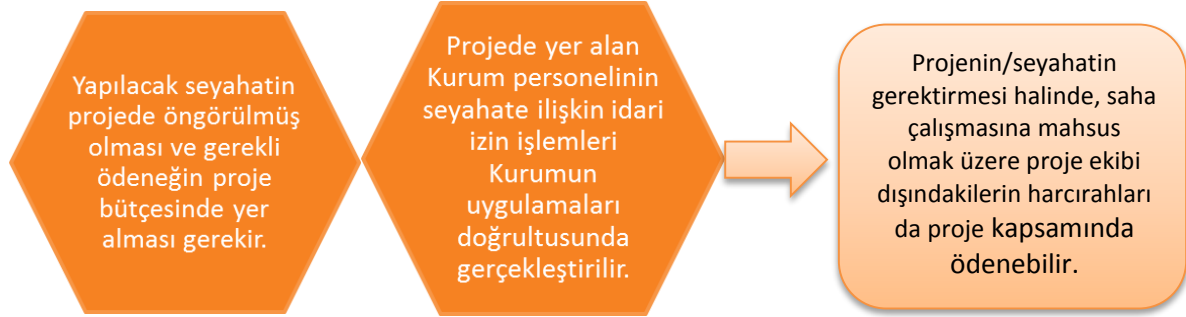 Yapılacak seyahatin
projede öngörülmüş
olması ve gerekli
ödeneğin proje
bütçesinde yer
alması gerekir.
Projede yer alan
Kurum personelinin
seyahate ilişkin idari
izin işlemleri
Kurumun
uygulamaları
doğrultusunda
gerçekleştirilir.
Projenin/seyahatin
gerektirmesi halinde, saha
çalışmasına mahsus
olmak üzere proje ekibi
dışındakilerin harcırahları
da proje kapsamında
ödenebilir.